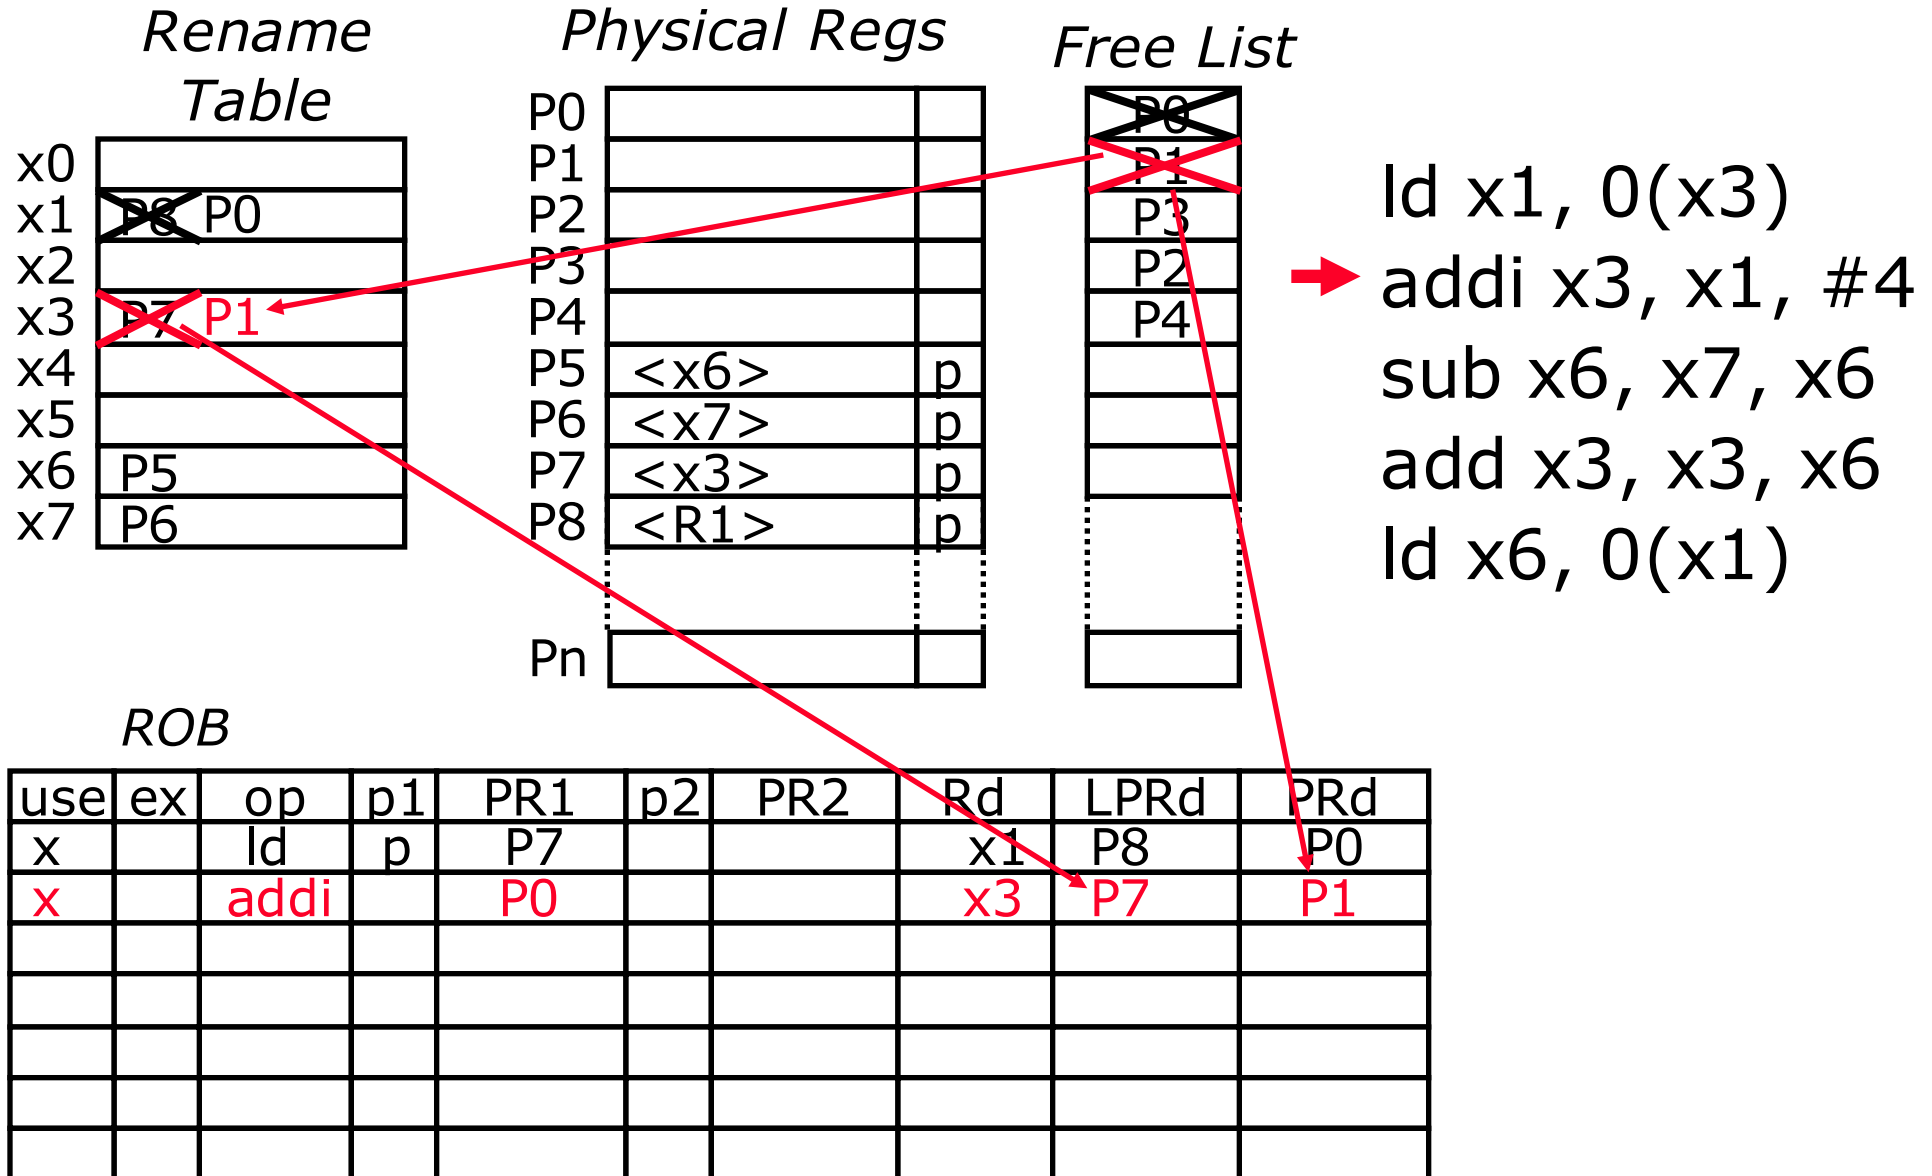 Rename
Table
x0
x1 P8 P0
x2
x3 P7 P1
x4
x5
x6 P5
x7 P6
Physical Regs
P0
P1
P2
P3
P4
P5 <x6> p
P6 <x7> p
P7 <x3> p
P8 <R1> p
Pn
Free List
P0
P1
P3
P2
P4
ld x1, 0(x3)
addi x3, x1, #4
sub x6, x7, x6
add x3, x3, x6
ld x6, 0(x1)
ROB
use ex op p1 PR1 p2 PR2 Rd LPRd PRd
x ld p P7 x1 P8 P0
x addi P0 x3 P7 P1